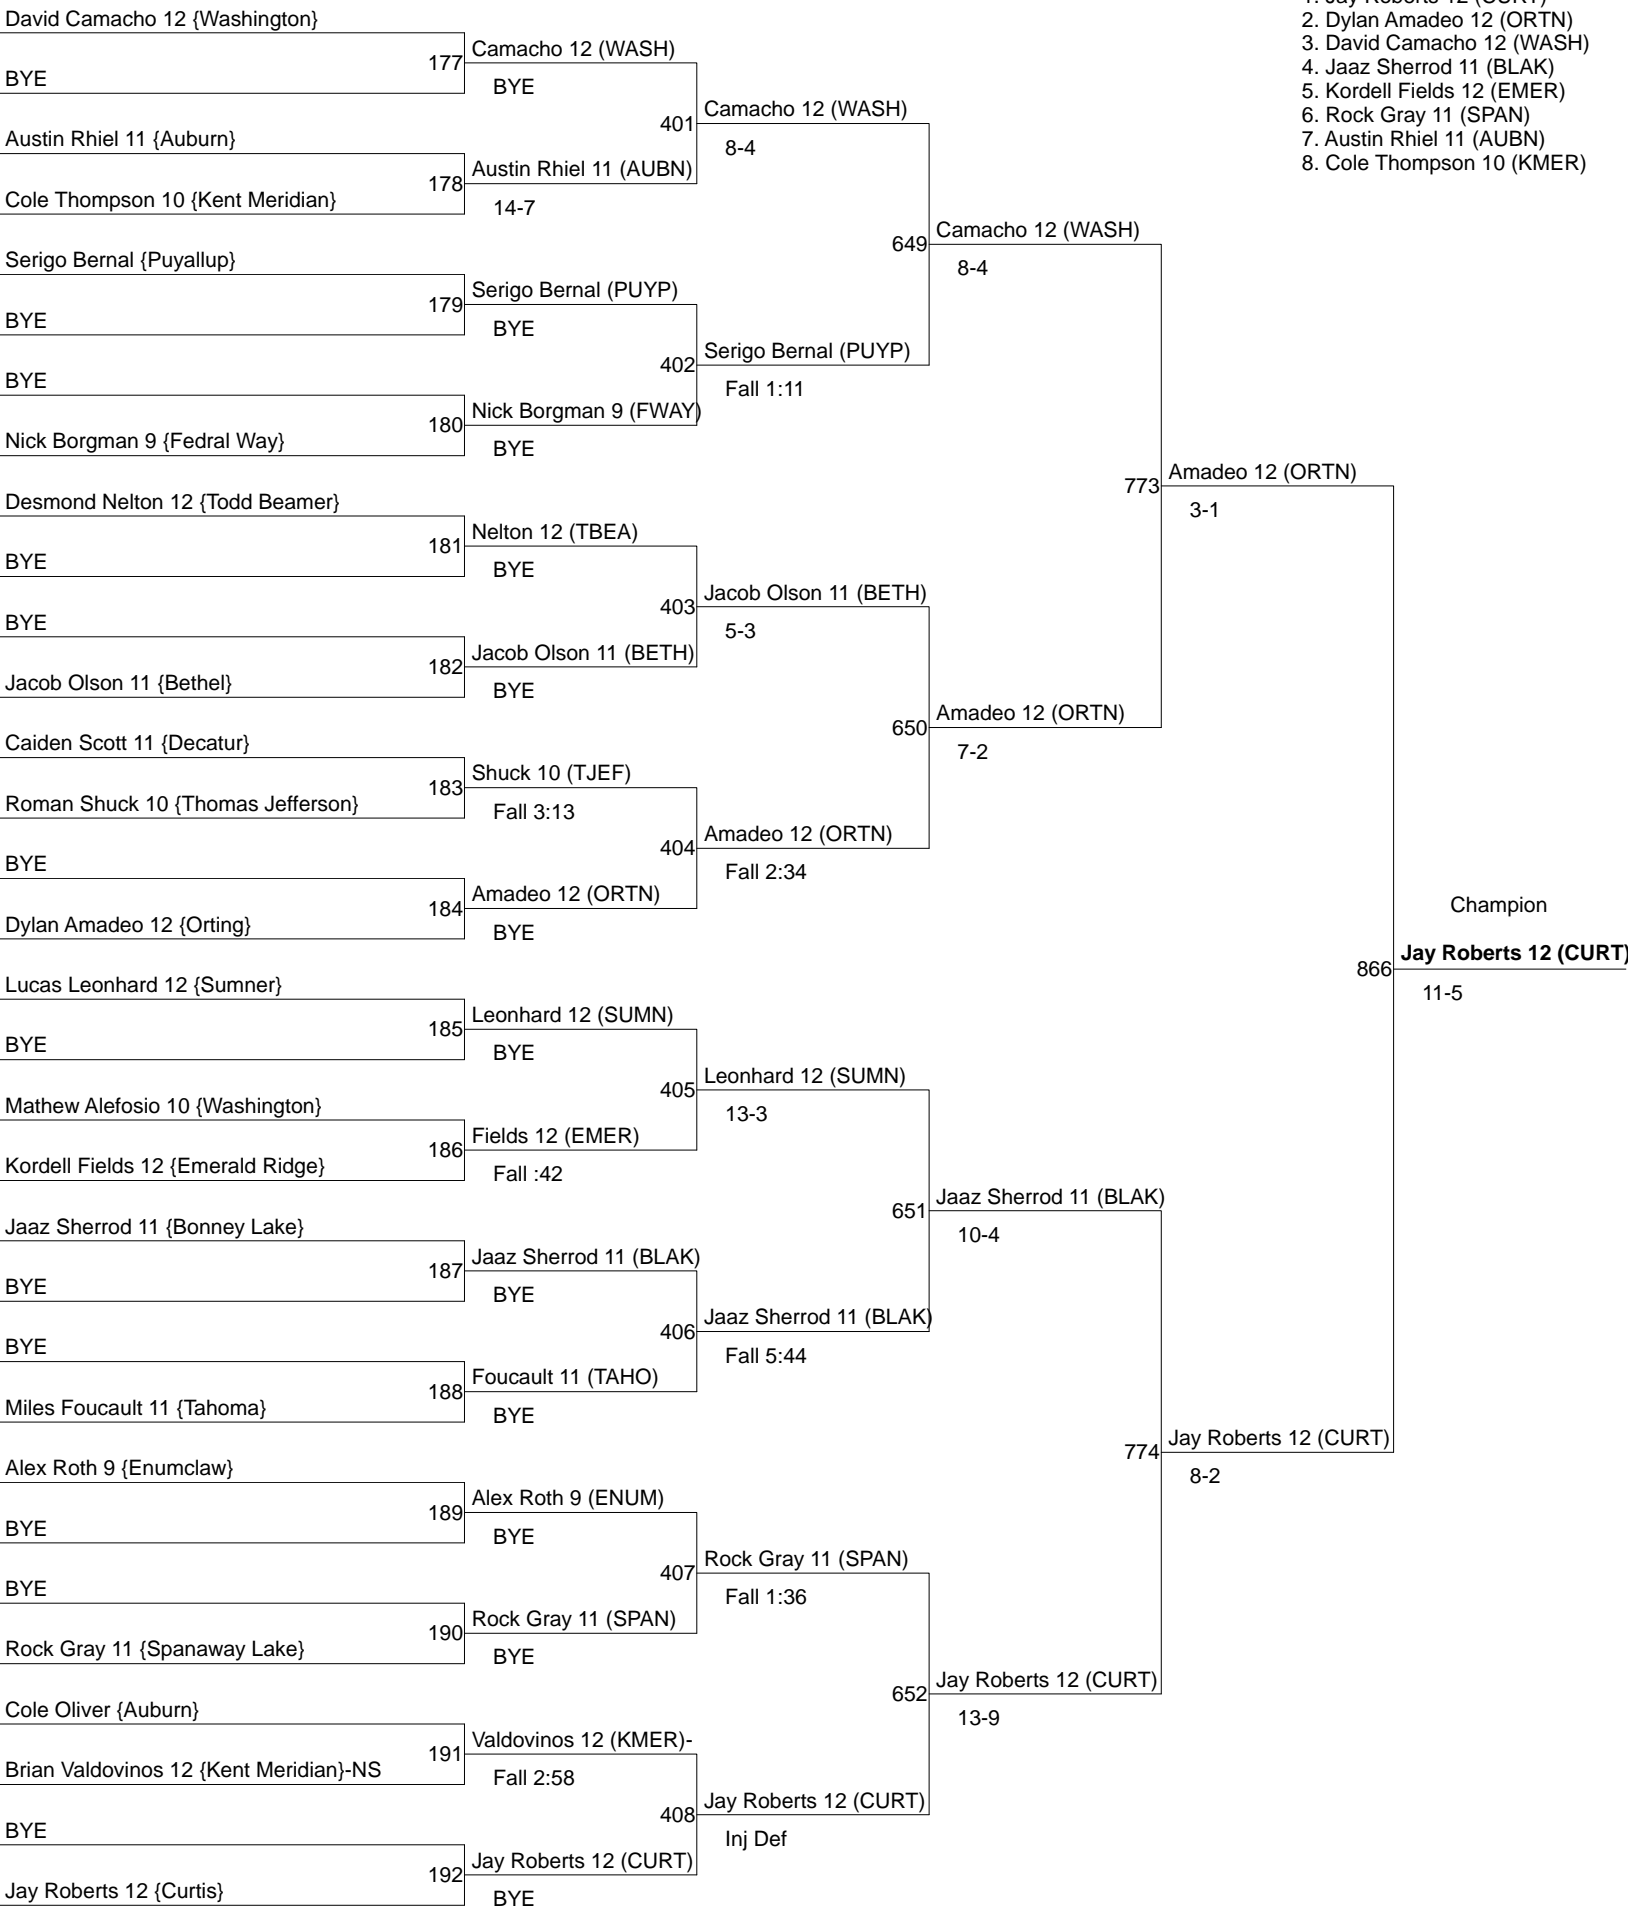 David Camacho 12 {Washington}
BYE
Austin Rhiel 11 {Auburn}
Cole Thompson 10 {Kent Meridian}
Serigo Bernal {Puyallup}
BYE
BYE
Nick Borgman 9 {Fedral Way}
Desmond Nelton 12 {Todd Beamer}
BYE
BYE
Jacob Olson 11 {Bethel}
Caiden Scott 11 {Decatur}
Roman Shuck 10 {Thomas Jefferson}
BYE
Dylan Amadeo 12 {Orting}
Lucas Leonhard 12 {Sumner}
BYE
Mathew Alefosio 10 {Washington}
Kordell Fields 12 {Emerald Ridge}
Jaaz Sherrod 11 {Bonney Lake}
BYE
BYE
Miles Foucault 11 {Tahoma}
Alex Roth 9 {Enumclaw}
BYE
BYE
Rock Gray 11 {Spanaway Lake}
Cole Oliver {Auburn}
Brian Valdovinos 12 {Kent Meridian}-NS
BYE
Jay Roberts 12 {Curtis}
177 Camacho 12 (WASH)
BYE
178 Austin Rhiel 11 (AUBN)
14-7
179 Serigo Bernal (PUYP)
BYE
180 Nick Borgman 9 (FWAY)
BYE
181 Nelton 12 (TBEA)
BYE
182 Jacob Olson 11 (BETH)
BYE
183 Shuck 10 (TJEF)
Fall 3:13
184 Amadeo 12 (ORTN)
BYE
185 Leonhard 12 (SUMN)
BYE
186 Fields 12 (EMER)
Fall :42
187 Jaaz Sherrod 11 (BLAK)
BYE
188 Foucault 11 (TAHO)
BYE
189 Alex Roth 9 (ENUM)
BYE
190 Rock Gray 11 (SPAN)
BYE
191 Valdovinos 12 (KMER)-
Fall 2:58
192 Jay Roberts 12 (CURT)
BYE
401 Camacho 12 (WASH)
8-4
402 Serigo Bernal (PUYP)
Fall 1:11
403 Jacob Olson 11 (BETH)
5-3
404 Amadeo 12 (ORTN)
Fall 2:34
405 Leonhard 12 (SUMN)
13-3
406 Jaaz Sherrod 11 (BLAK)
Fall 5:44
407 Rock Gray 11 (SPAN)
Fall 1:36
408 Jay Roberts 12 (CURT)
Inj Def
649 Camacho 12 (WASH)
8-4
650 Amadeo 12 (ORTN)
7-2
651 Jaaz Sherrod 11 (BLAK)
10-4
652 Jay Roberts 12 (CURT)
13-9
773 Amadeo 12 (ORTN)
3-1
774 Jay Roberts 12 (CURT)
8-2
Champion
866 Jay Roberts 12 (CURT)
11-5
1. Jay Roberts 12 (CURT)
2. Dylan Amadeo 12 (ORTN)
3. David Camacho 12 (WASH)
4. Jaaz Sherrod 11 (BLAK)
5. Kordell Fields 12 (EMER)
6. Rock Gray 11 (SPAN)
7. Austin Rhiel 11 (AUBN)
8. Cole Thompson 10 (KMER)